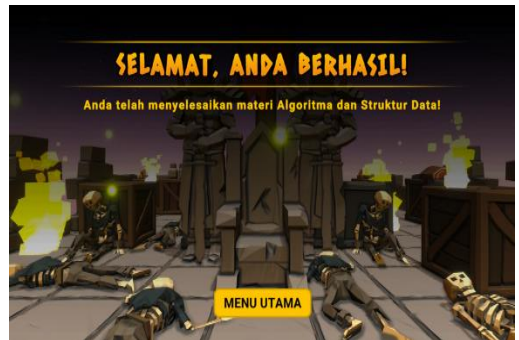 SELAMAT, ANDA BERHASIL!
Anda telah menyelesaikan materi Algoritma dan Struktur Data!
MENU UTAMA